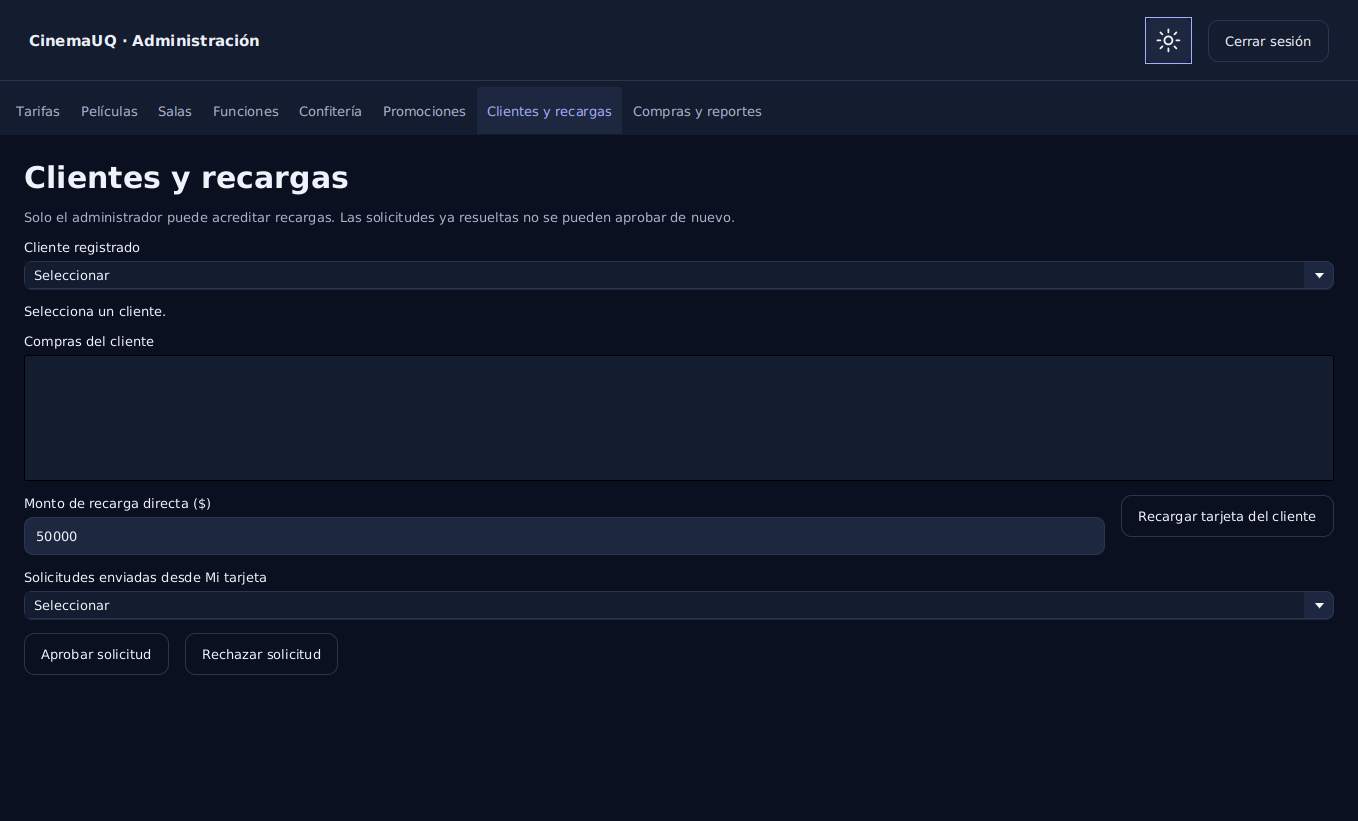 CinemaUQ · Administración
Cerrar sesión
Tarifas Películas Salas Funciones Confitería Promociones Clientes y recargas Compras y reportes
Clientes y recargas
Solo el administrador puede acreditar recargas. Las solicitudes ya resueltas no se pueden aprobar de nuevo.
Cliente registrado
Seleccionar
Selecciona un cliente.
Compras del cliente
Monto de recarga directa ($)
50000
Recargar tarjeta del cliente
Solicitudes enviadas desde Mi tarjeta
Seleccionar
Aprobar solicitud Rechazar solicitud